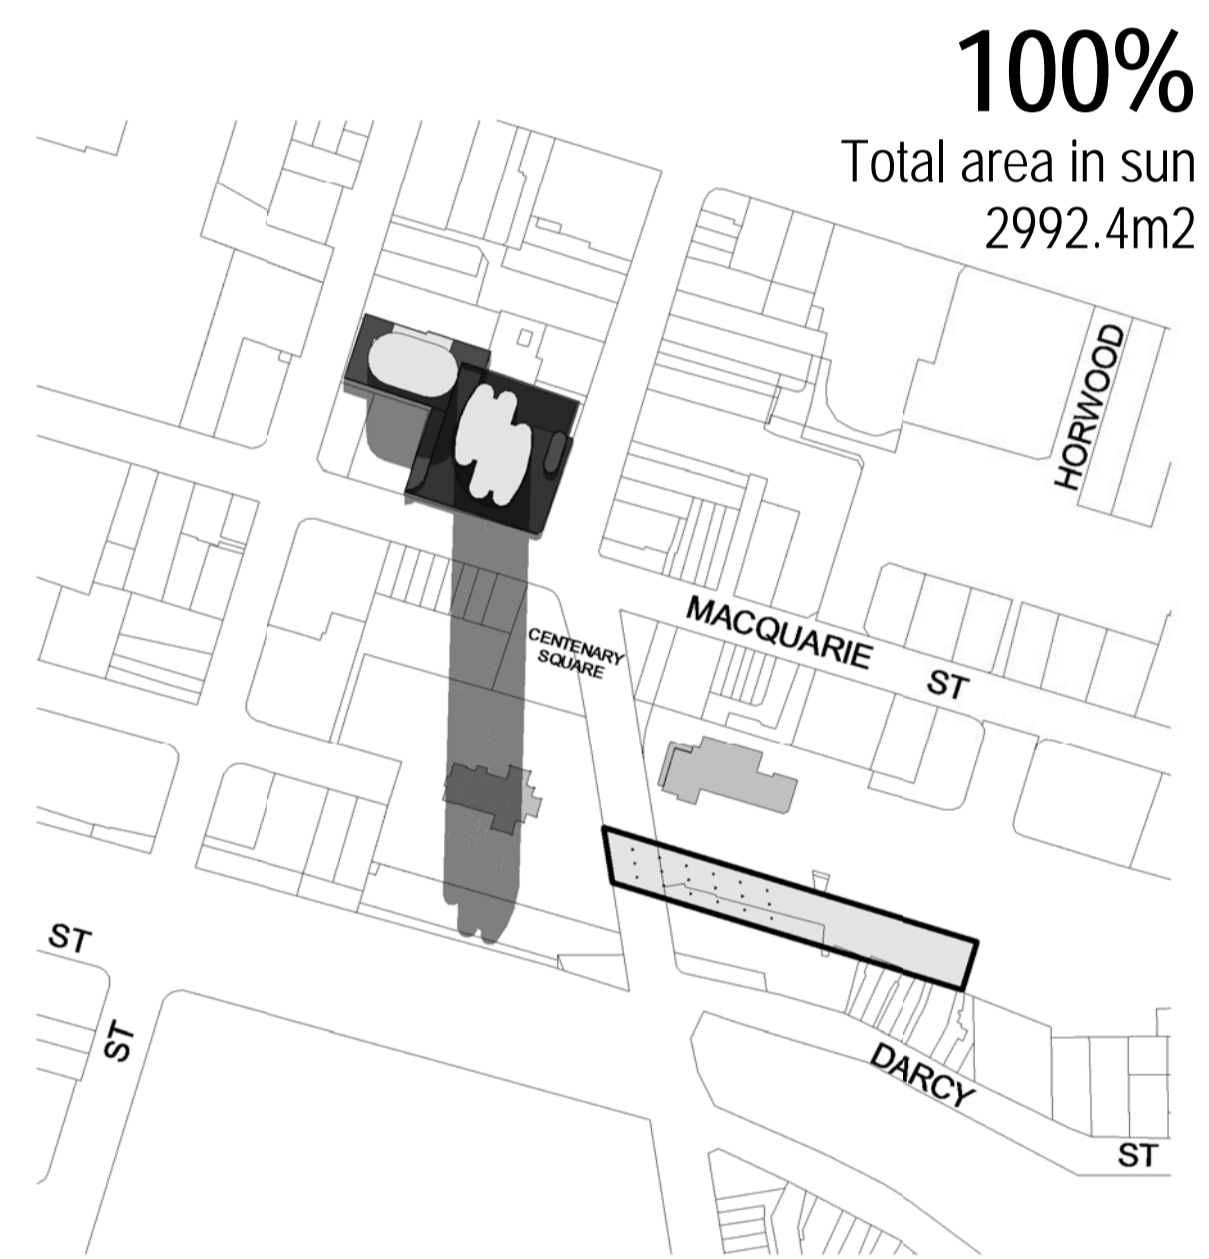 100%
Total area in sun
2992.4m2
HORWOOD
MACQUARIE
ST
CENTENARY
SQUARE
ST
ST
DARCY
ST